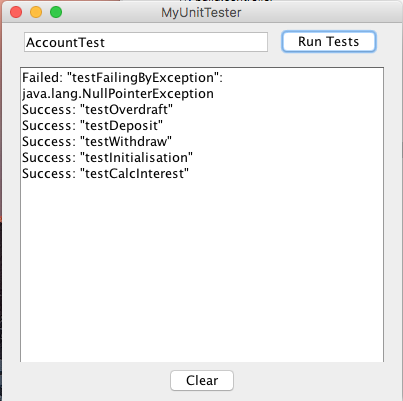 MyUnitTester
AccountTest
Run Tests
Failed: "testFailingByException":
java.lang.NullPointerException
Success: "testOverdraft"
Success: "testDeposit"
Success: "testWithdraw"
Success: "testInitialisation"
Success: "testCalcInterest"
Clear